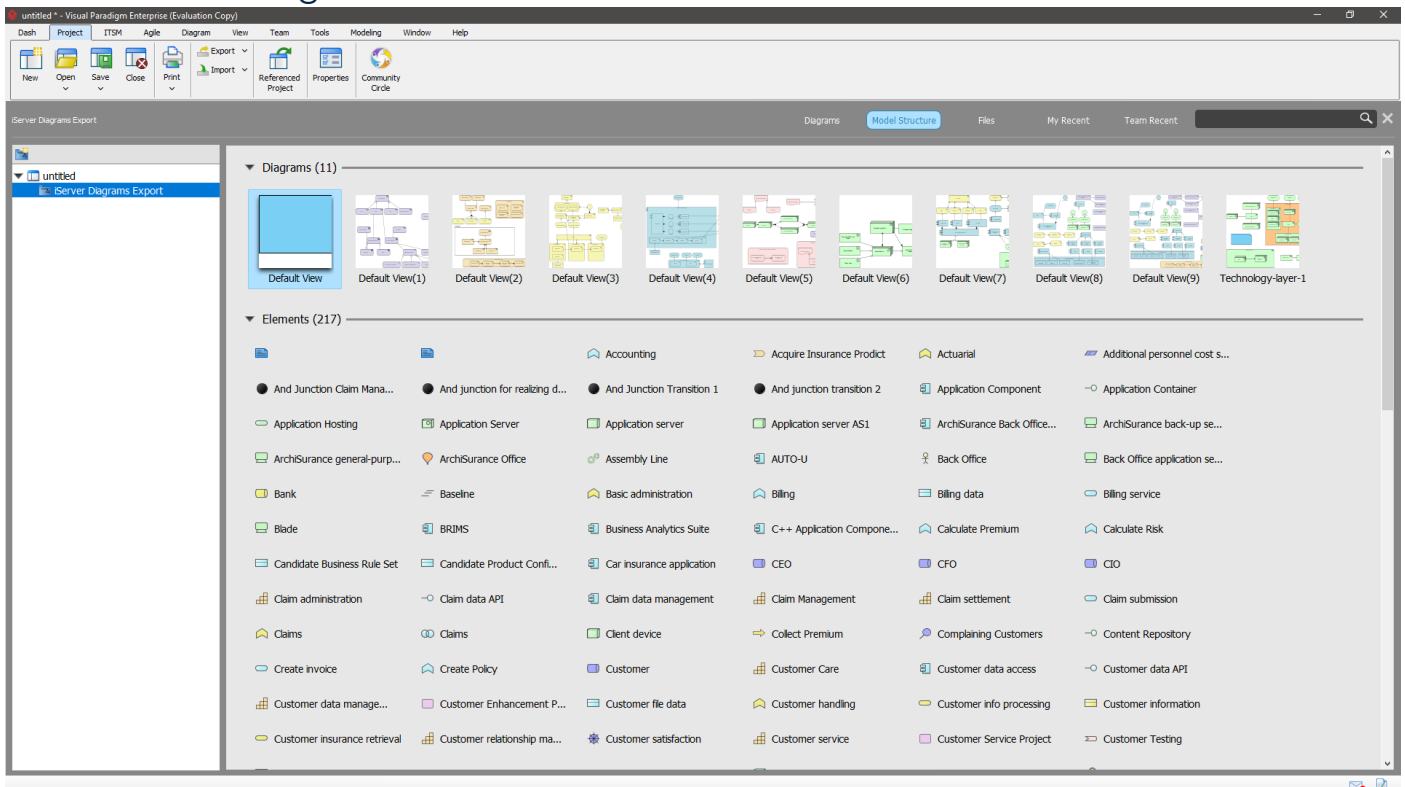 untitled * - Visual Paradigm Enterprise (Evaluation Copy)
Dash Project ITSM Agile Diagram View Team Tools Modeling Window Help
New Open Save Close Print Export Import Referenced Project Properties Community Circle
iServer Diagrams Export Diagrams Model Structure Files My Recent Team Recent
untitled
iServer Diagrams Export
Diagrams (11)
Default View Default View(1) Default View(2) Default View(3) Default View(4) Default View(5) Default View(6) Default View(7) Default View(8) Default View(9) Technology-layer-1
Elements (217)
Accounting Acquire Insurance Prodict Actuarial Additional personnel cost s...
And Junction Claim Mana... And junction for realizing d... And Junction Transition 1 And junction transition 2 Application Component Application Container
Application Hosting Application Server Application server Application server AS1 ArchiSurance Back Office... ArchiSurance back-up se...
ArchiSurance general-purp... ArchiSurance Office Assembly Line AUTO-U Back Office Back Office application se...
Bank Baseline Basic administration Billing Billing data Billing service
Blade BRIMS Business Analytics Suite C++ Application Compone... Calculate Premium Calculate Risk
Candidate Business Rule Set Candidate Product Confi... Car insurance application CEO CFO CIO
Claim administration Claim data API Claim data management Claim Management Claim settlement Claim submission
Claims Claims Client device Collect Premium Complaining Customers Content Repository
Create invoice Create Policy Customer Customer Care Customer data access Customer data API
Customer data manage... Customer Enhancement P... Customer file data Customer handling Customer info processing Customer information
Customer insurance retrieval Customer relationship ma... Customer satisfaction Customer service Customer Service Project Customer Testing